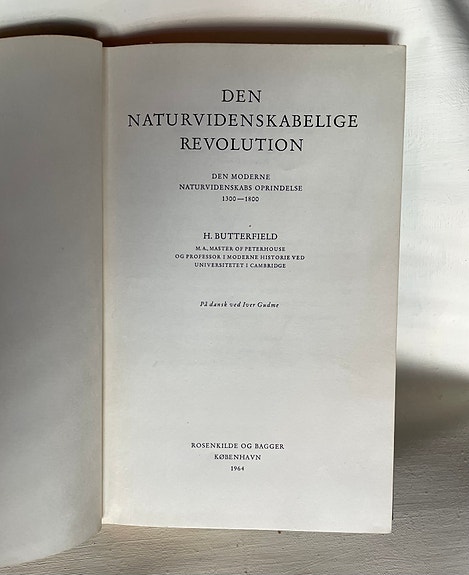 DEN
NATURVIDENSKABELIGE
REVOLUTION
DEN MODERNE
NATURVIDENSKABS OPRINDELSE
1300—1800
H. BUTTERFIELD
M.A., MASTER OF PETERHOUSE
OG PROFESSOR I MODERNE HISTORIE VED
UNIVERSITETET I CAMBRIDGE
På dansk ved Iver Gudme
ROSENKILDE OG BAGGER
KØBENHAVN
1964